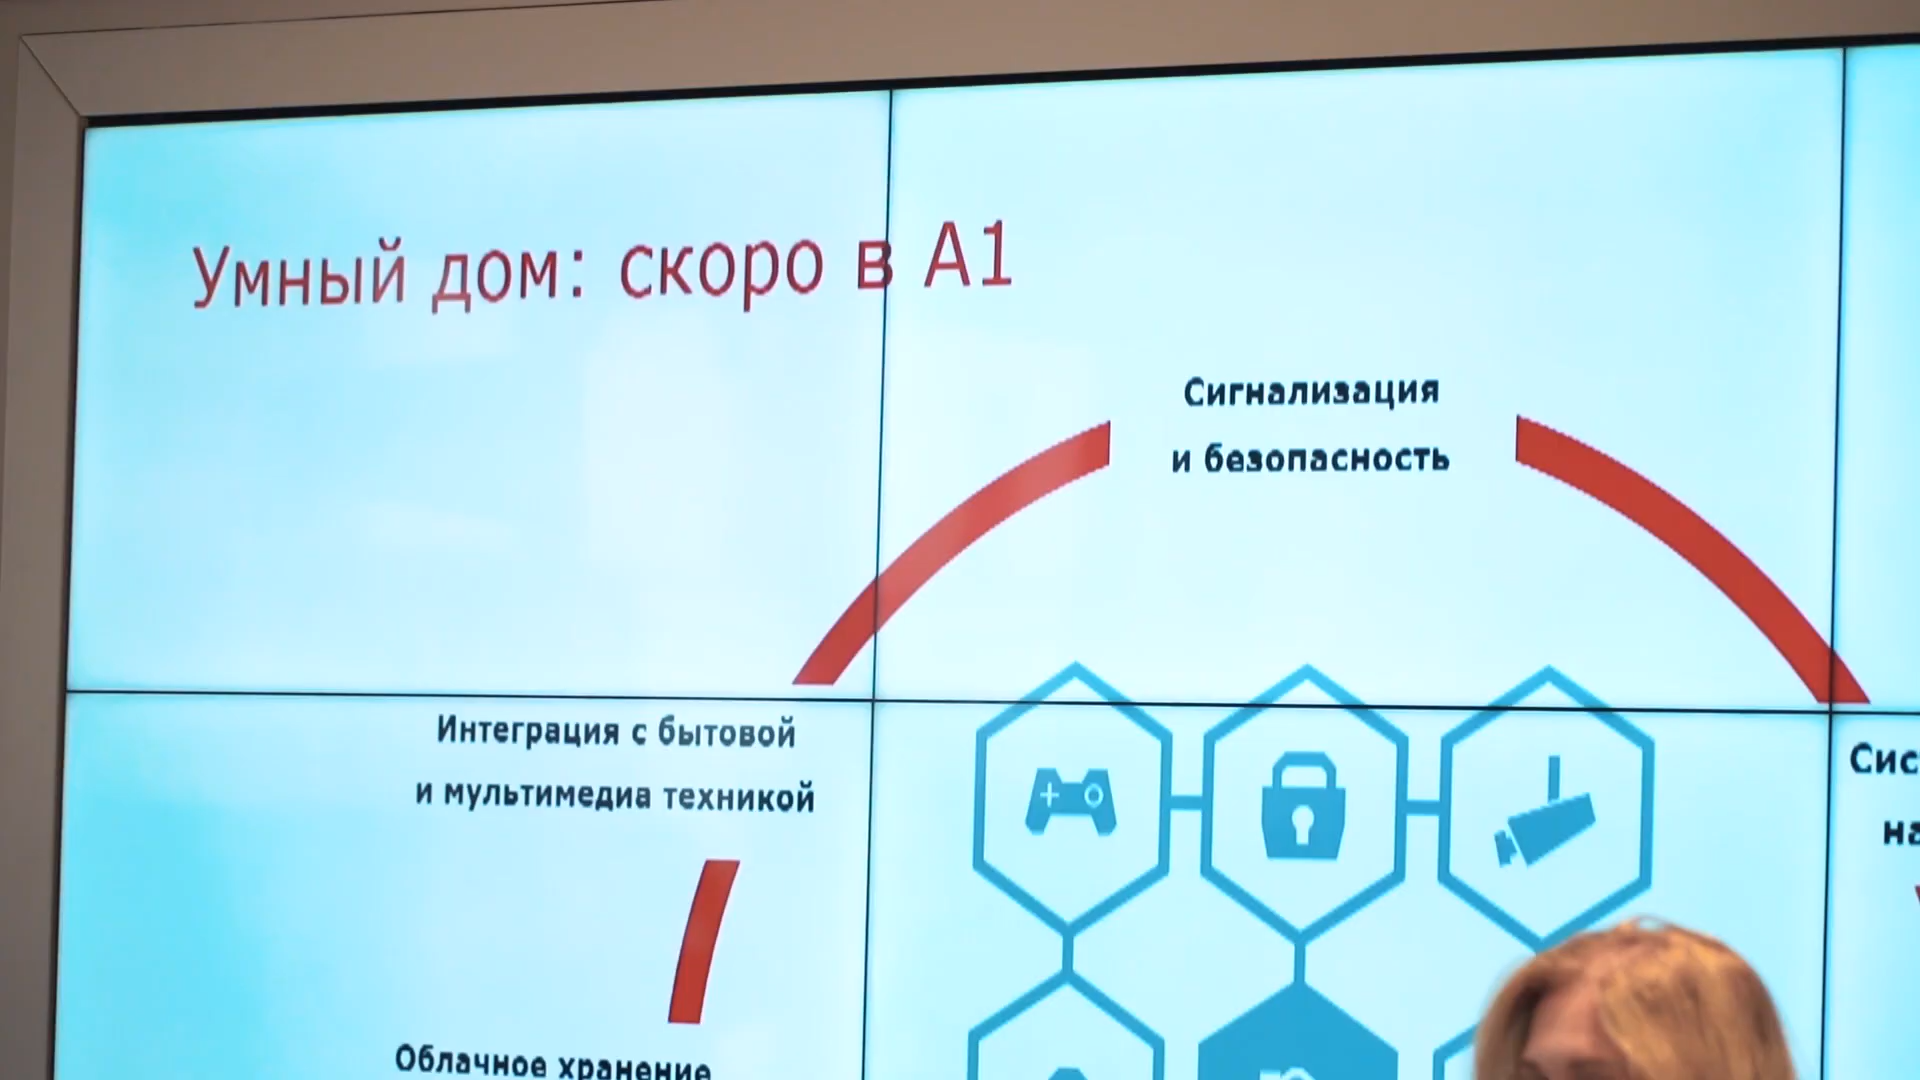 Умный дом: скоро в А1
Сигнализация
и безопасность
Интеграция с бытовой
и мультимедиа техникой
Облачное хранение